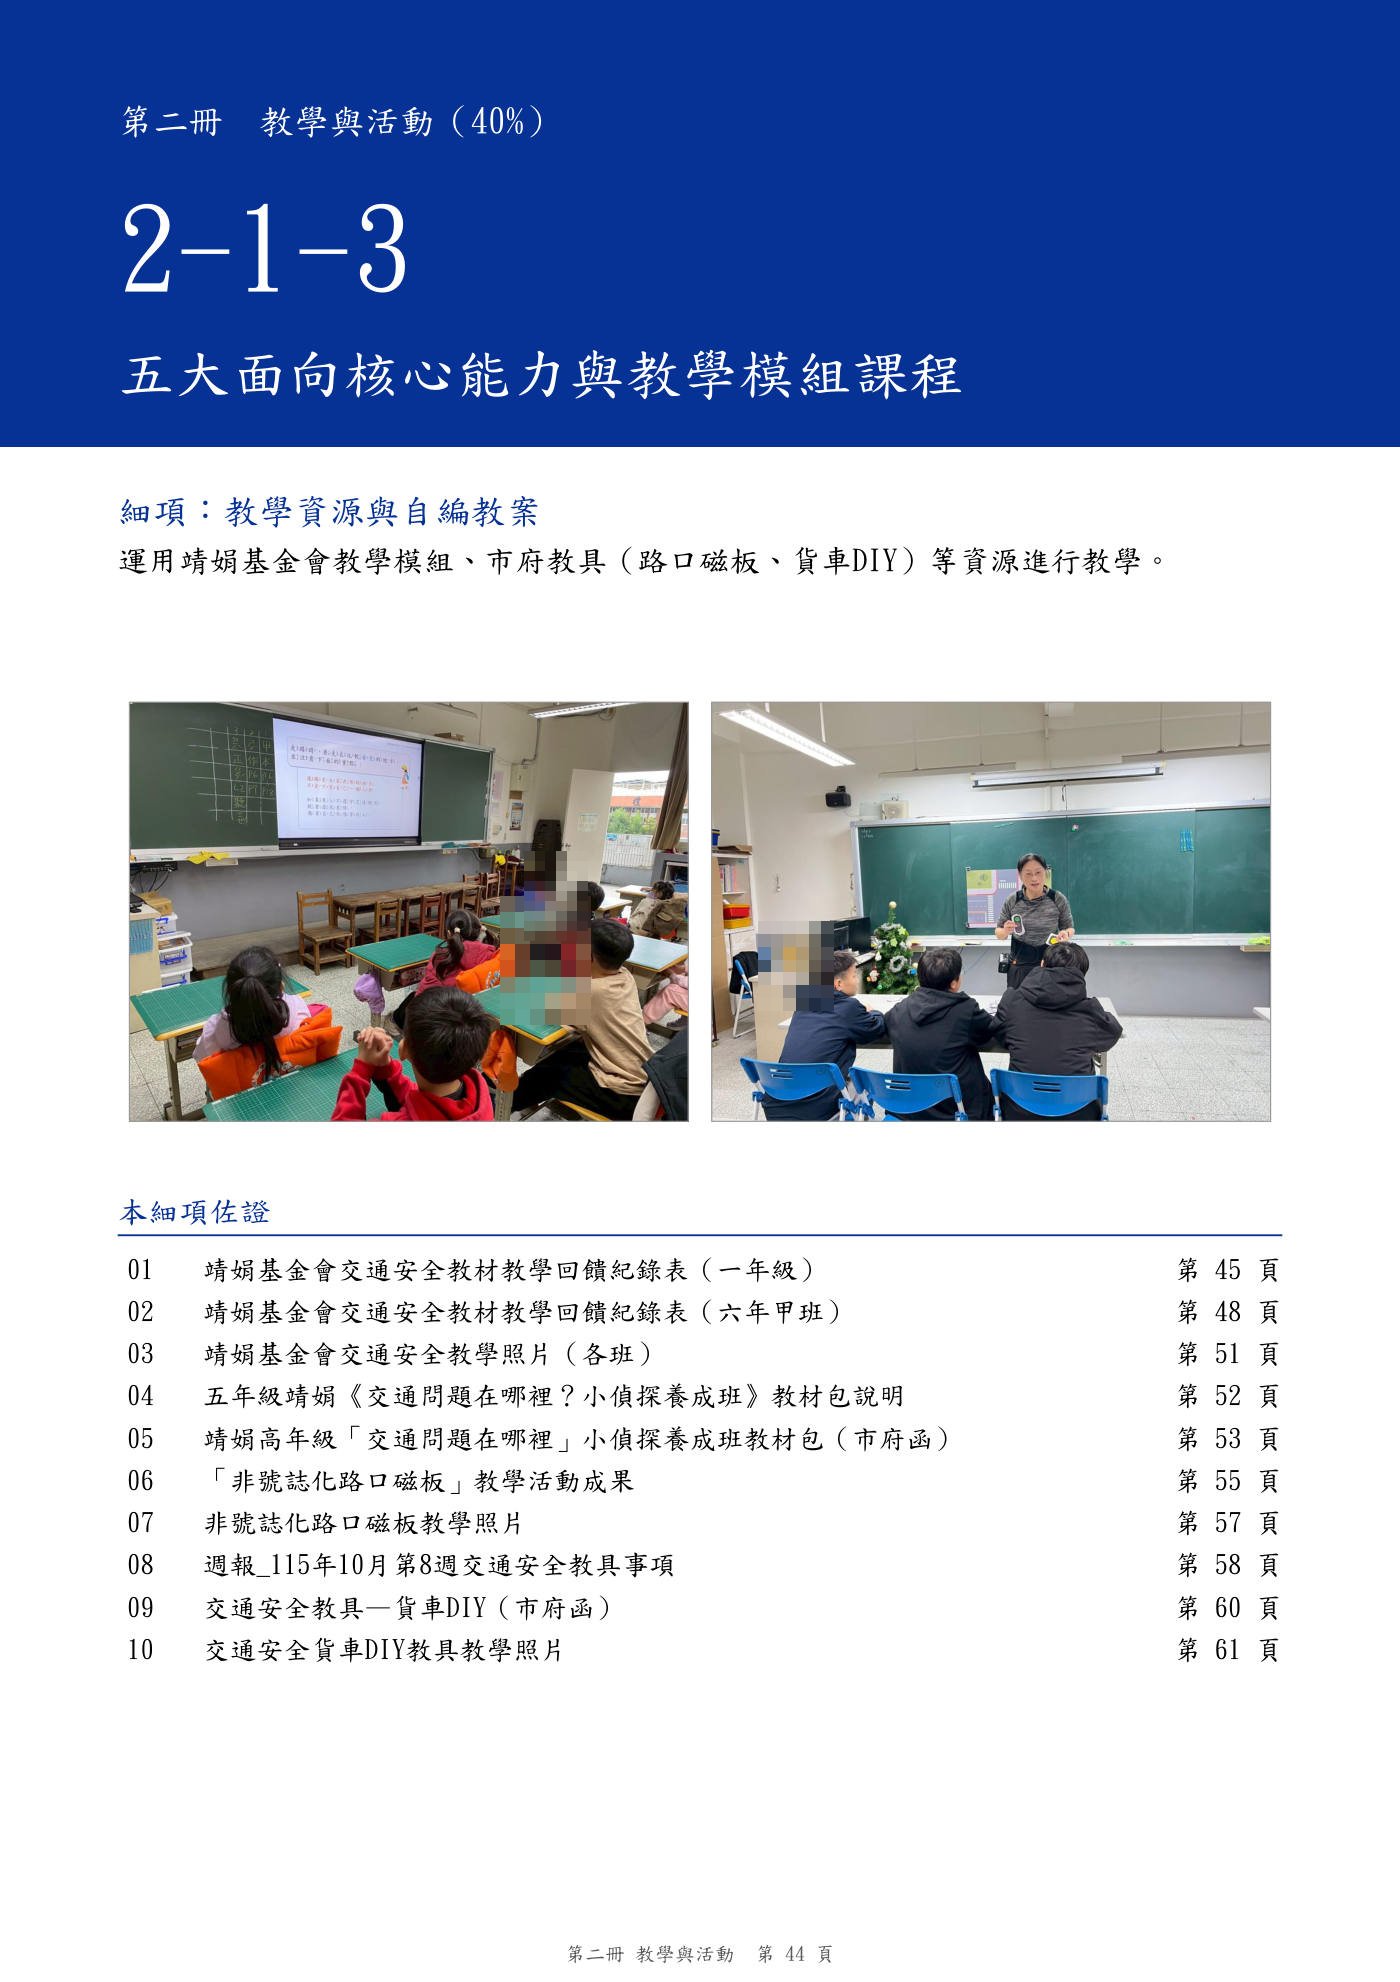 第二冊　教學與活動（40%）
2-1-3
五大面向核心能力與教學模組課程
細項：教學資源與自編教案
運用靖娟基金會教學模組、市府教具（路口磁板、貨車DIY）等資源進行教學。
本細項佐證
01 靖娟基金會交通安全教材教學回饋紀錄表（一年級） 第 45 頁
02 靖娟基金會交通安全教材教學回饋紀錄表（六年甲班） 第 48 頁
03 靖娟基金會交通安全教學照片（各班） 第 51 頁
04 五年級靖娟《交通問題在哪裡？小偵探養成班》教材包說明 第 52 頁
05 靖娟高年級「交通問題在哪裡」小偵探養成班教材包（市府函） 第 53 頁
06 「非號誌化路口磁板」教學活動成果 第 55 頁
07 非號誌化路口磁板教學照片 第 57 頁
08 週報_115年10月第8週交通安全教具事項 第 58 頁
09 交通安全教具—貨車DIY（市府函） 第 60 頁
10 交通安全貨車DIY教具教學照片 第 61 頁
第二冊 教學與活動　第 44 頁